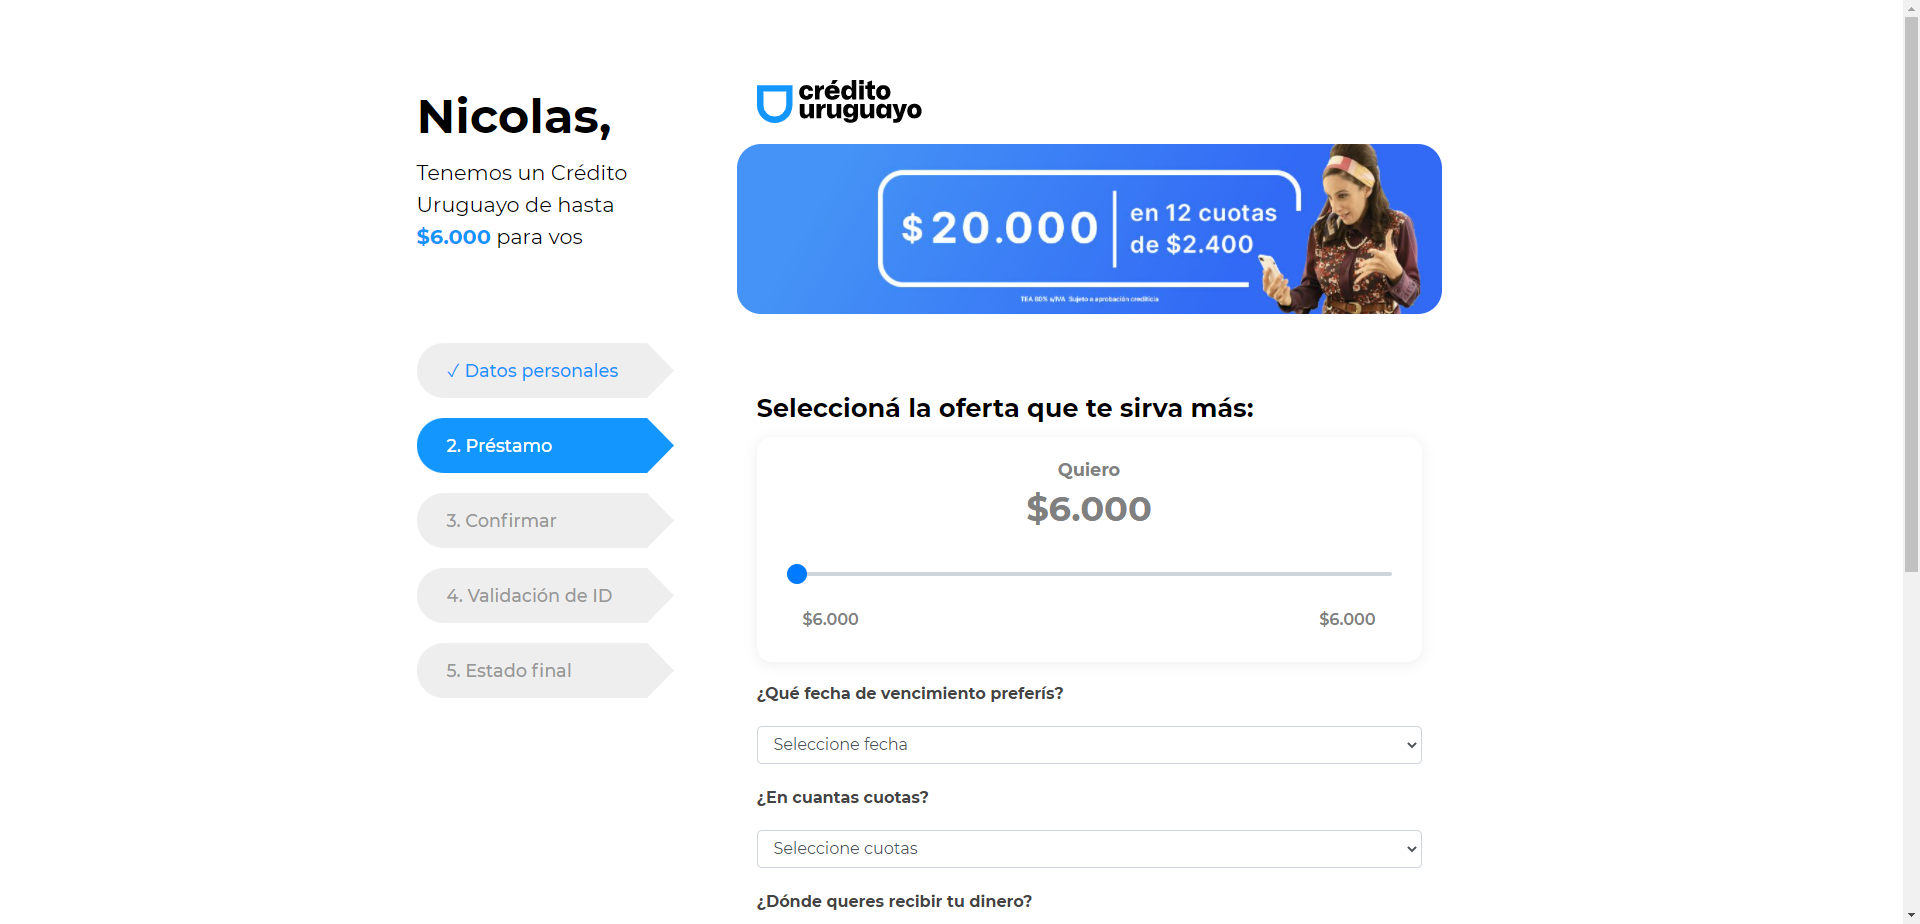 Nicolas,
Tenemos un Crédito
Uruguayo de hasta
$6.000 para vos
✓ Datos personales
2. Préstamo
3. Confirmar
4. Validación de ID
5. Estado final
crédito
uruguayo
$20.000
en 12 cuotas
de $2.400
TEA 80% s/IVA Sujeto a aprobación crediticia
Seleccioná la oferta que te sirva más:
Quiero
$6.000
$6.000 $6.000
¿Qué fecha de vencimiento preferís?
Seleccione fecha
¿En cuantas cuotas?
Seleccione cuotas
¿Dónde queres recibir tu dinero?